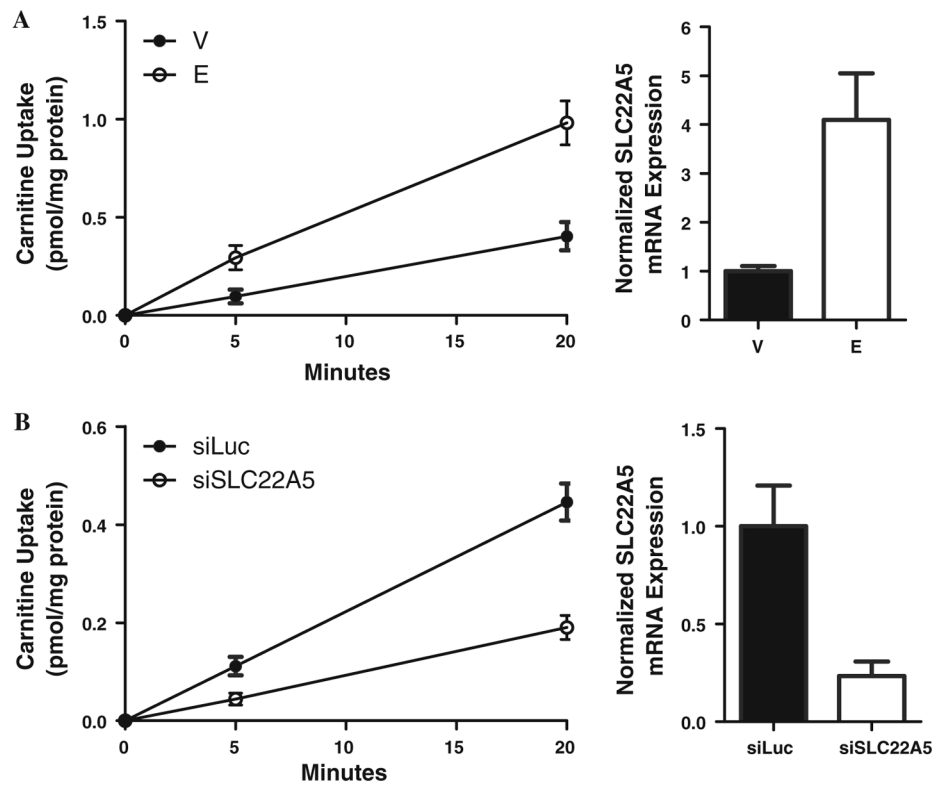 A
Carnitine Uptake
(pmol/mg protein)
1.5
1.0
0.5
0.0
V
E
0 5 10 15 20
Minutes
Normalized SLC22A5
mRNA Expression
6
5
4
3
2
1
0
V E
B
Carnitine Uptake
(pmol/mg protein)
0.6
0.4
0.2
0.0
siLuc
siSLC22A5
0 5 10 15 20
Minutes
Normalized SLC22A5
mRNA Expression
1.5
1.0
0.5
0.0
siLuc siSLC22A5